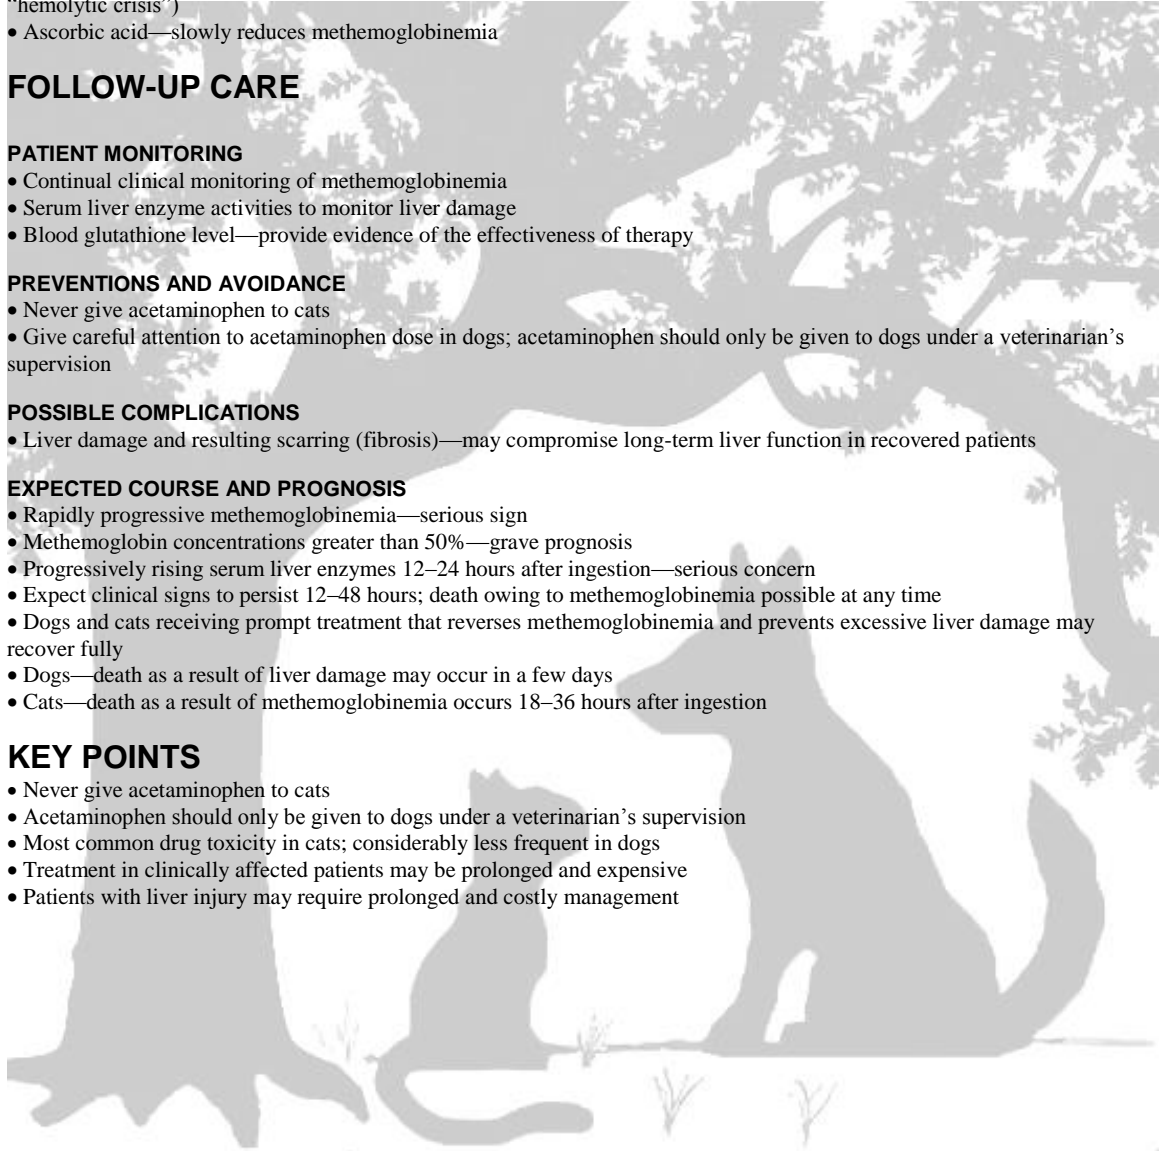 “hemolytic crisis”)
• Ascorbic acid—slowly reduces methemoglobinemia
FOLLOW-UP CARE
PATIENT MONITORING
• Continual clinical monitoring of methemoglobinemia
• Serum liver enzyme activities to monitor liver damage
• Blood glutathione level—provide evidence of the effectiveness of therapy
PREVENTIONS AND AVOIDANCE
• Never give acetaminophen to cats
• Give careful attention to acetaminophen dose in dogs; acetaminophen should only be given to dogs under a veterinarian’s
supervision
POSSIBLE COMPLICATIONS
• Liver damage and resulting scarring (fibrosis)—may compromise long-term liver function in recovered patients
EXPECTED COURSE AND PROGNOSIS
• Rapidly progressive methemoglobinemia—serious sign
• Methemoglobin concentrations greater than 50%—grave prognosis
• Progressively rising serum liver enzymes 12–24 hours after ingestion—serious concern
• Expect clinical signs to persist 12–48 hours; death owing to methemoglobinemia possible at any time
• Dogs and cats receiving prompt treatment that reverses methemoglobinemia and prevents excessive liver damage may
recover fully
• Dogs—death as a result of liver damage may occur in a few days
• Cats—death as a result of methemoglobinemia occurs 18–36 hours after ingestion
KEY POINTS
• Never give acetaminophen to cats
• Acetaminophen should only be given to dogs under a veterinarian’s supervision
• Most common drug toxicity in cats; considerably less frequent in dogs
• Treatment in clinically affected patients may be prolonged and expensive
• Patients with liver injury may require prolonged and costly management